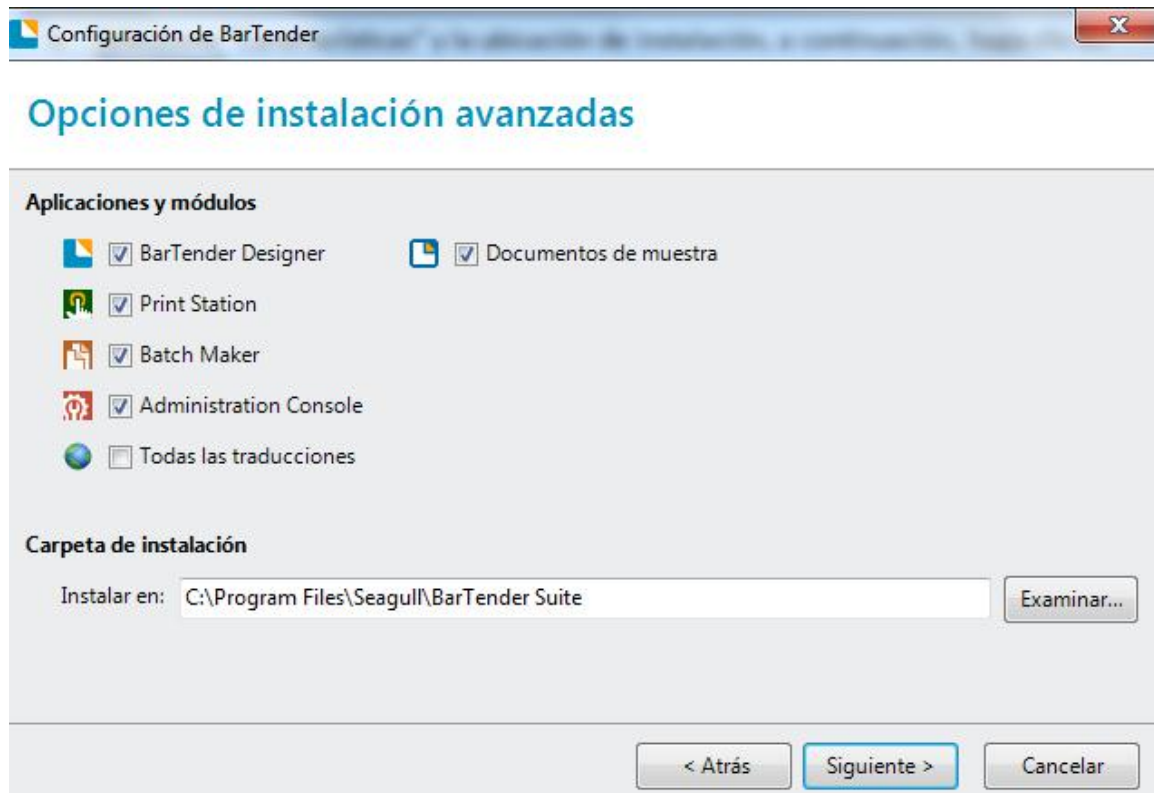 Configuración de BarTender
Opciones de instalación avanzadas
Aplicaciones y módulos
BarTender Designer
Documentos de muestra
Print Station
Batch Maker
Administration Console
Todas las traducciones
Carpeta de instalación
Instalar en: C:\Program Files\Seagull\BarTender Suite Examinar...
< Atrás Siguiente > Cancelar